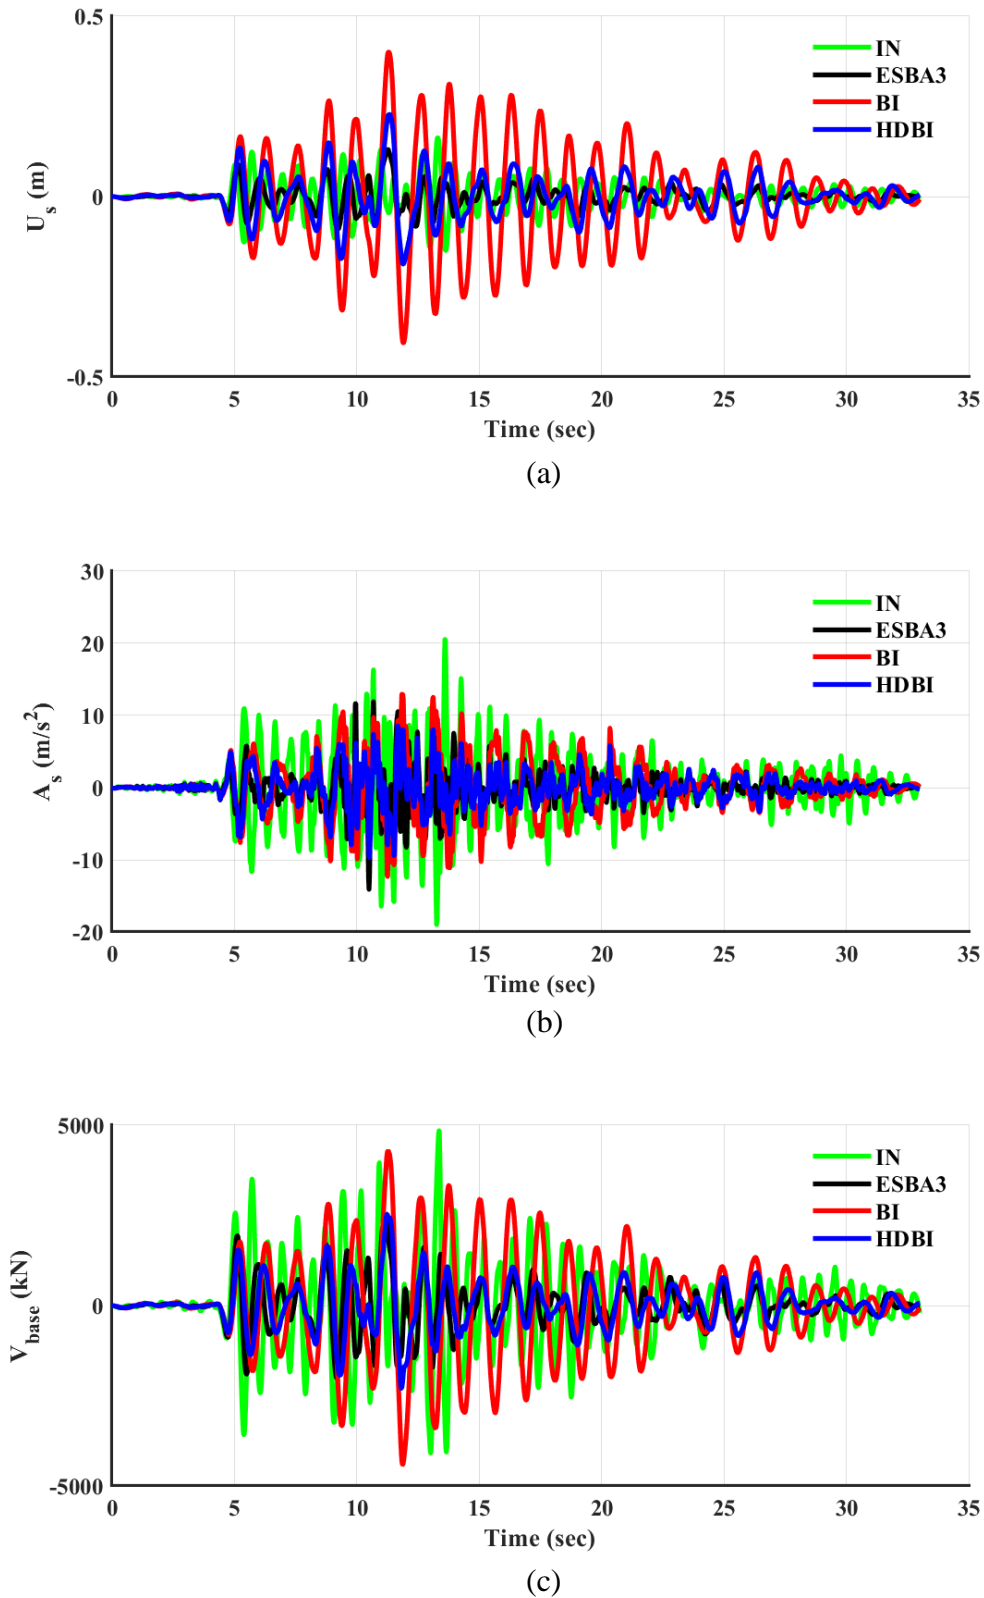 0.5
0
-0.5
U_s (m)
IN
ESBA3
BI
HDBI
0 5 10 15 20 25 30 35
Time (sec)
(a)
30
20
10
0
-10
-20
A_s (m/s^2)
IN
ESBA3
BI
HDBI
0 5 10 15 20 25 30 35
Time (sec)
(b)
5000
0
-5000
V_base (kN)
IN
ESBA3
BI
HDBI
0 5 10 15 20 25 30 35
Time (sec)
(c)